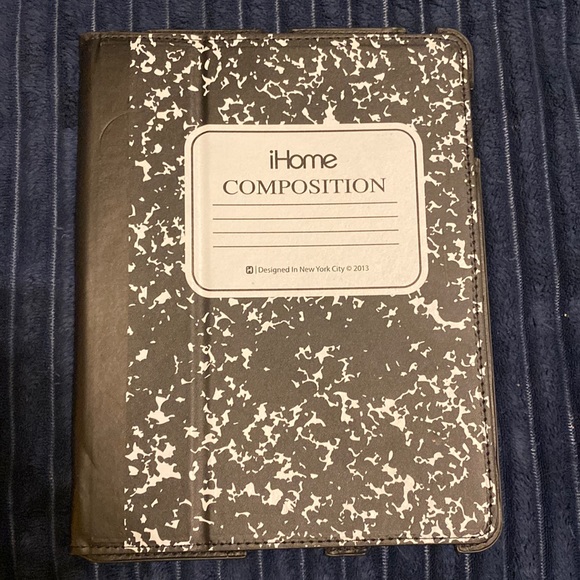 iHome
COMPOSITION
Designed In New York City © 2013